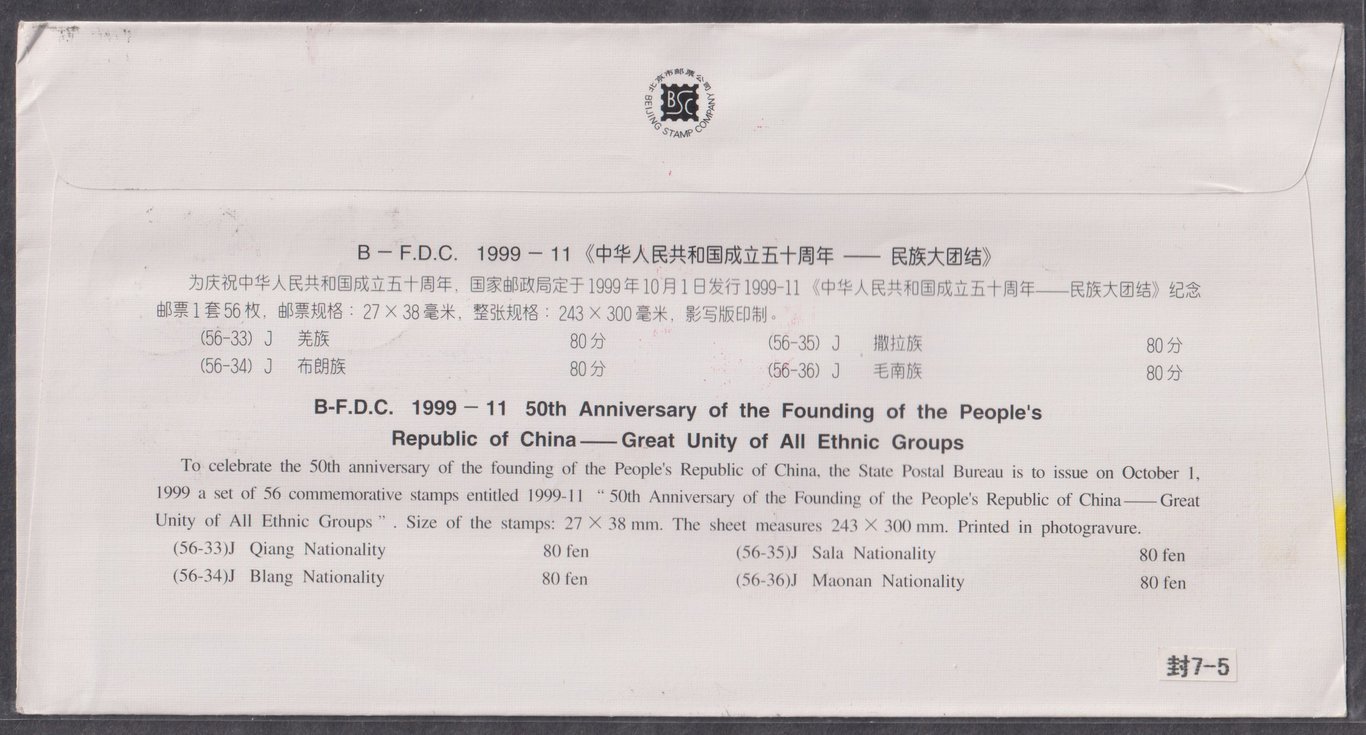 北京市邮票公司
BSC
BEIJING STAMP COMPANY
B － F.D.C. 1999 － 11 《中华人民共和国成立五十周年 —— 民族大团结》
为庆祝中华人民共和国成立五十周年，国家邮政局定于1999年10月1日发行1999-11《中华人民共和国成立五十周年——民族大团结》纪念
邮票1套56枚，邮票规格：27×38毫米，整张规格：243×300毫米，影写版印制。
(56-33) J 羌族 80分 (56-35) J 撒拉族 80分
(56-34) J 布朗族 80分 (56-36) J 毛南族 80分
B-F.D.C. 1999 － 11 50th Anniversary of the Founding of the People's
Republic of China —— Great Unity of All Ethnic Groups
To celebrate the 50th anniversary of the founding of the People's Republic of China, the State Postal Bureau is to issue on October 1,
1999 a set of 56 commemorative stamps entitled 1999-11 “ 50th Anniversary of the Founding of the People's Republic of China —— Great
Unity of All Ethnic Groups ” . Size of the stamps: 27 × 38 mm. The sheet measures 243 × 300 mm. Printed in photogravure.
(56-33)J Qiang Nationality 80 fen (56-35)J Sala Nationality 80 fen
(56-34)J Blang Nationality 80 fen (56-36)J Maonan Nationality 80 fen
封7-5